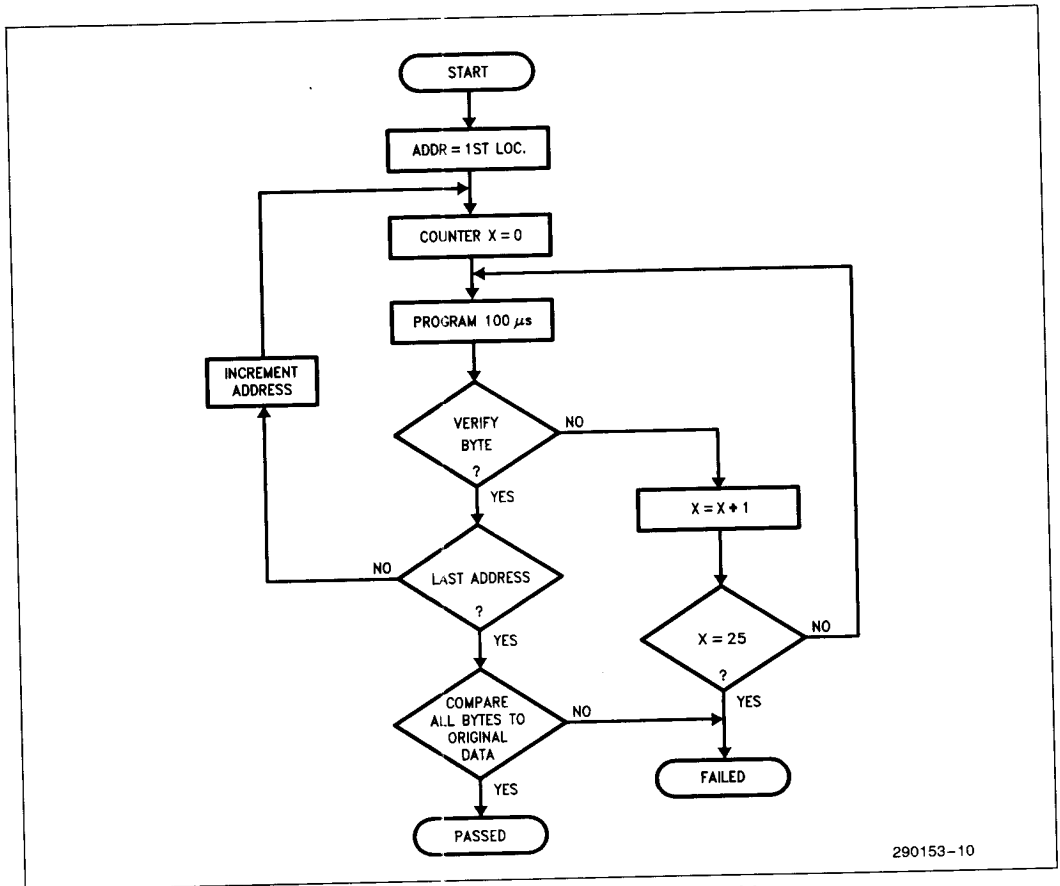 START
ADDR = 1ST LOC.
COUNTER X = 0
PROGRAM 100 μs
INCREMENT
ADDRESS
VERIFY
BYTE
?
NO
YES
X = X + 1
LAST ADDRESS
?
NO
YES
X = 25
?
NO
YES
COMPARE
ALL BYTES TO
ORIGINAL
DATA
NO
YES
FAILED
PASSED
290153-10